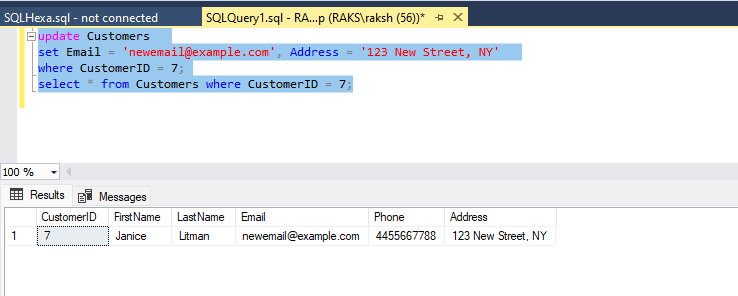 SQLHexa.sql - not connected SQLQuery1.sql - RA...p (RAKS\raksh (56))*
update Customers
set Email = 'newemail@example.com', Address = '123 New Street, NY'
where CustomerID = 7;
select * from Customers where CustomerID = 7;
100 %
Results Messages
CustomerID FirstName LastName Email Phone Address
1 7 Janice Litman newemail@example.com 4455667788 123 New Street, NY